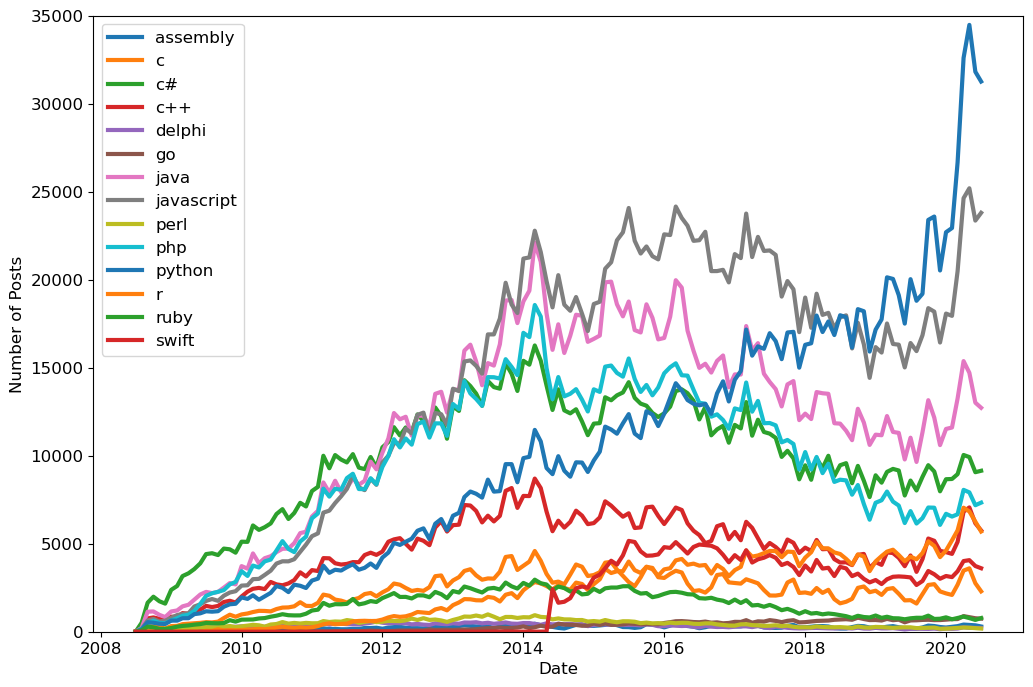 35000
30000
25000
20000
15000
10000
5000
0
Number of Posts
assembly
c
c#
c++
delphi
go
java
javascript
perl
php
python
r
ruby
swift
2008
2010
2012
2014
2016
2018
2020
Date